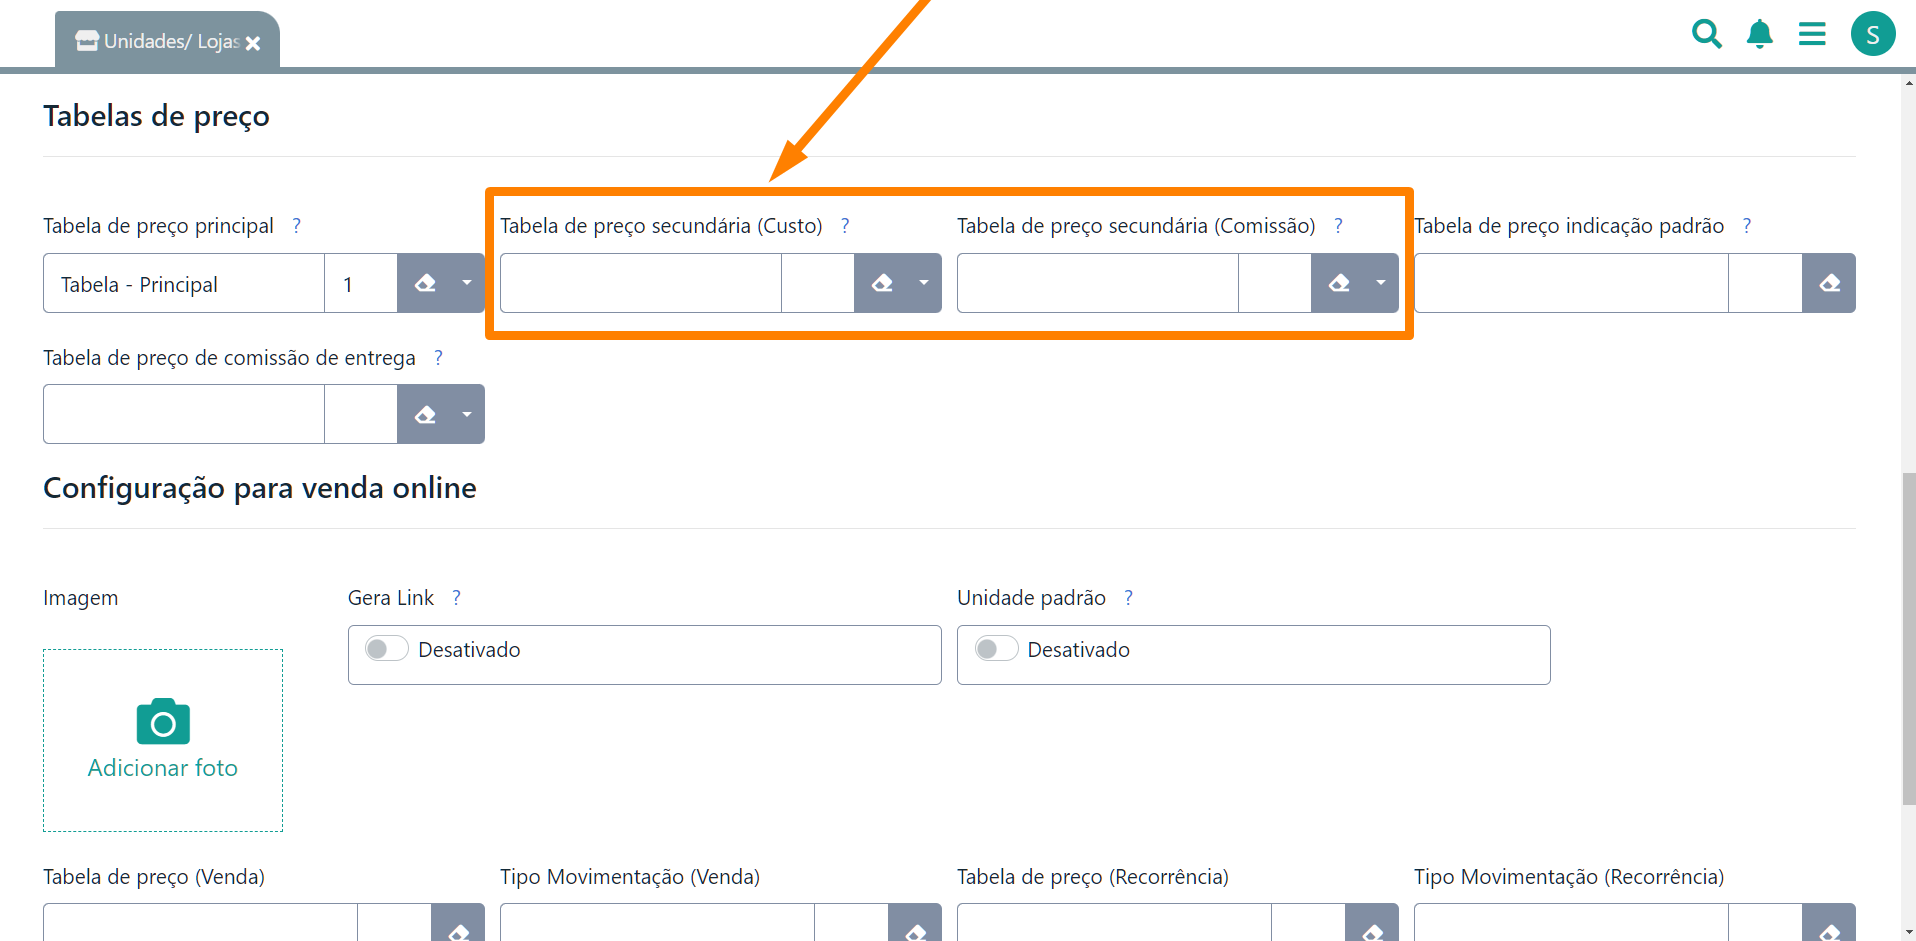 Unidades/ Lojas
S
Tabelas de preço
Tabela de preço principal ?
Tabela de preço secundária (Custo) ?
Tabela de preço secundária (Comissão) ?
Tabela de preço indicação padrão ?
Tabela - Principal 1
Tabela de preço de comissão de entrega ?
Configuração para venda online
Imagem
Gera Link ?
Unidade padrão ?
Desativado
Desativado
Adicionar foto
Tabela de preço (Venda)
Tipo Movimentação (Venda)
Tabela de preço (Recorrência)
Tipo Movimentação (Recorrência)